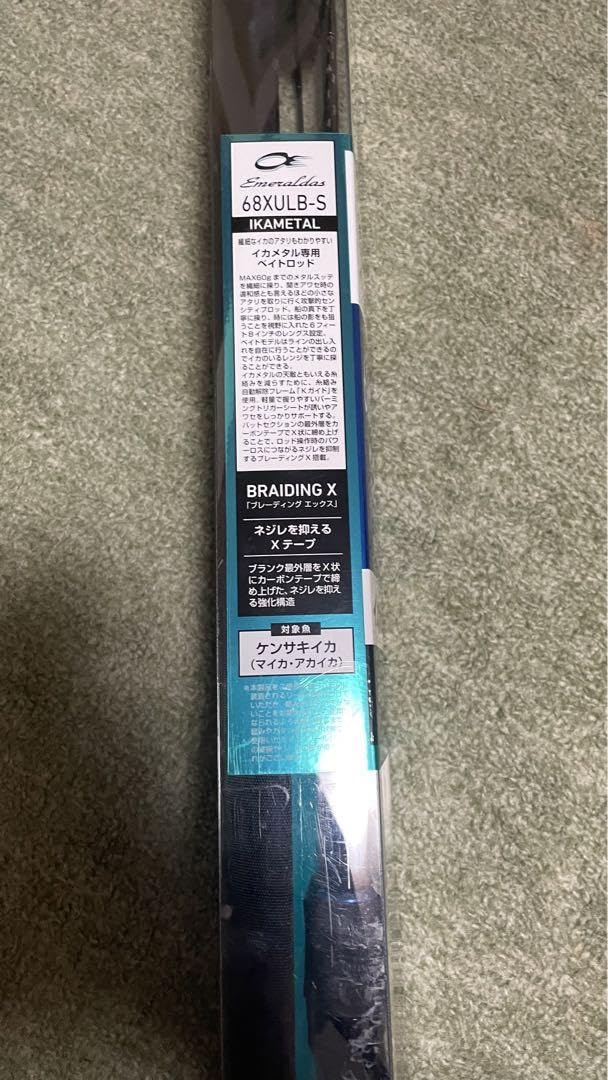 Emeraldas
68XULB-S
IKAMETAL
繊細なイカのアタリもわかりやすい
イカメタル専用
ベイトロッド
MAX60gまでのメタルスッテ
を繊細に操り、聞きアワセ時の
違和感とも言えるほどの小さな
アタリを取りに行く攻撃的セン
シティブロッド。船の真下を丁
寧に操り、時には船の影をも狙
うことを視野に入れた6フィー
ト8インチのレングス設定。
ベイトモデルはラインの出し入
れを自在に行うことができるの
でイカのいるレンジを丁寧に探
ることができる。
イカメタルの天敵ともいえる糸
絡みを減らすために、糸絡み
自動解除フレーム「Kガイド」を
使用。軽量で握りやすいパーミ
ングトリガーシートが誘いやア
ワセをしっかりサポートする。
バットセクションの最外層をカ
ーボンテープでX状に締め上げ
ることで、ロッド操作時のパワ
ーロスにつながるネジレを抑制
するブレーディングX搭載。
BRAIDING X
「ブレーディング エックス」
ネジレを抑える
Xテープ
ブランク最外層をX状
にカーボンテープで締
め上げた、ネジレを抑え
る強化構造
対象魚
ケンサキイカ
(マイカ・アカイカ)